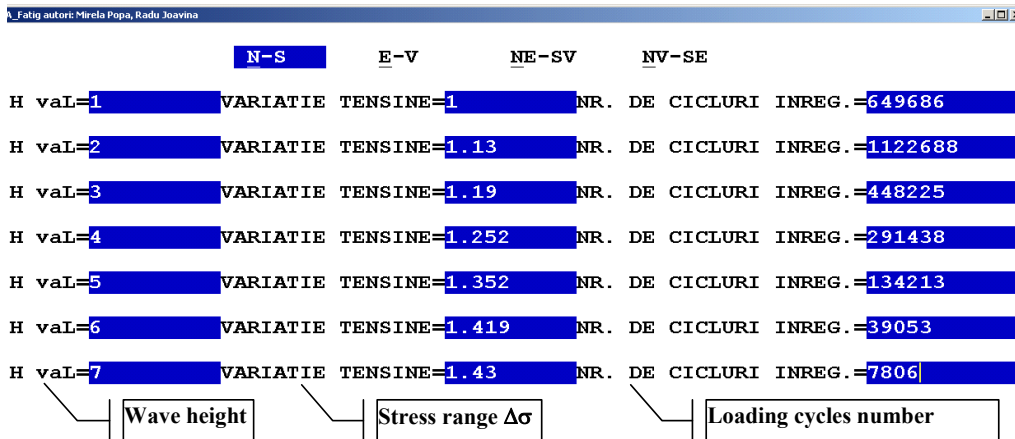 A_Fatig autori: Mirela Popa, Radu Joavina
N-S E-V NE-SV NV-SE
H vaL=1 VARIATIE TENSINE=1 NR. DE CICLURI INREG.=649686
H vaL=2 VARIATIE TENSINE=1.13 NR. DE CICLURI INREG.=1122688
H vaL=3 VARIATIE TENSINE=1.19 NR. DE CICLURI INREG.=448225
H vaL=4 VARIATIE TENSINE=1.252 NR. DE CICLURI INREG.=291438
H vaL=5 VARIATIE TENSINE=1.352 NR. DE CICLURI INREG.=134213
H vaL=6 VARIATIE TENSINE=1.419 NR. DE CICLURI INREG.=39053
H vaL=7 VARIATIE TENSINE=1.43 NR. DE CICLURI INREG.=7806
Wave height Stress range Δσ Loading cycles number